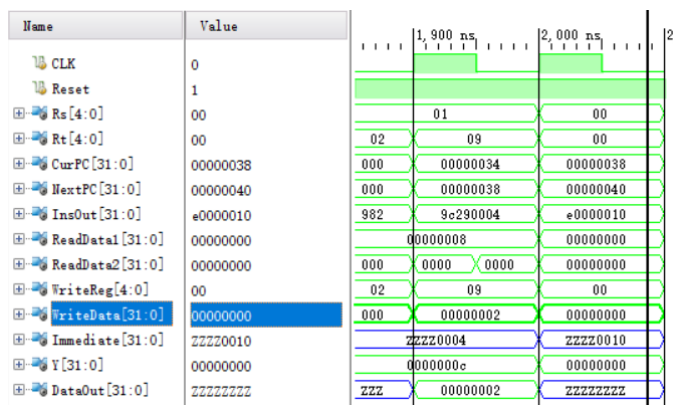 Name Value 1,900 ns 2,000 ns 2
CLK 0
Reset 1
Rs[4:0] 00 01 00
Rt[4:0] 00 02 09 00
CurPC[31:0] 00000038 000 00000034 00000038
NextPC[31:0] 00000040 000 00000038 00000040
InsOut[31:0] e0000010 982 9c290004 e0000010
ReadData1[31:0] 00000000 00000008 00000000
ReadData2[31:0] 00000000 000 0000 0000 00000000
WriteReg[4:0] 00 02 09 00
WriteData[31:0] 00000000 000 00000002 00000000
Immediate[31:0] ZZZZ0010 ZZZZ0004 ZZZZ0010
Y[31:0] 00000000 0000000c 00000000
DataOut[31:0] ZZZZZZZZ ZZZ 00000002 ZZZZZZZZ